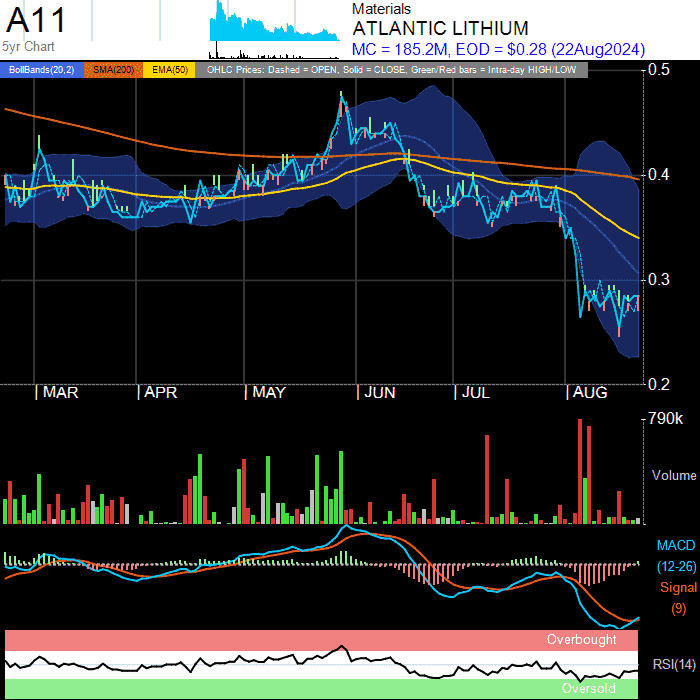 A11
5yr Chart
Materials
ATLANTIC LITHIUM
MC = 185.2M, EOD = $0.28 (22Aug2024)
BollBands(20,2) SMA(200) EMA(50) OHLC Prices: Dashed = OPEN, Solid = CLOSE, Green/Red bars = Intra-day HIGH/LOW
0.5
0.4
0.3
0.2
| MAR | APR | MAY | JUN | JUL | AUG
790k
Volume
MACD
(12-26)
Signal
(9)
Overbought
RSI(14)
Oversold